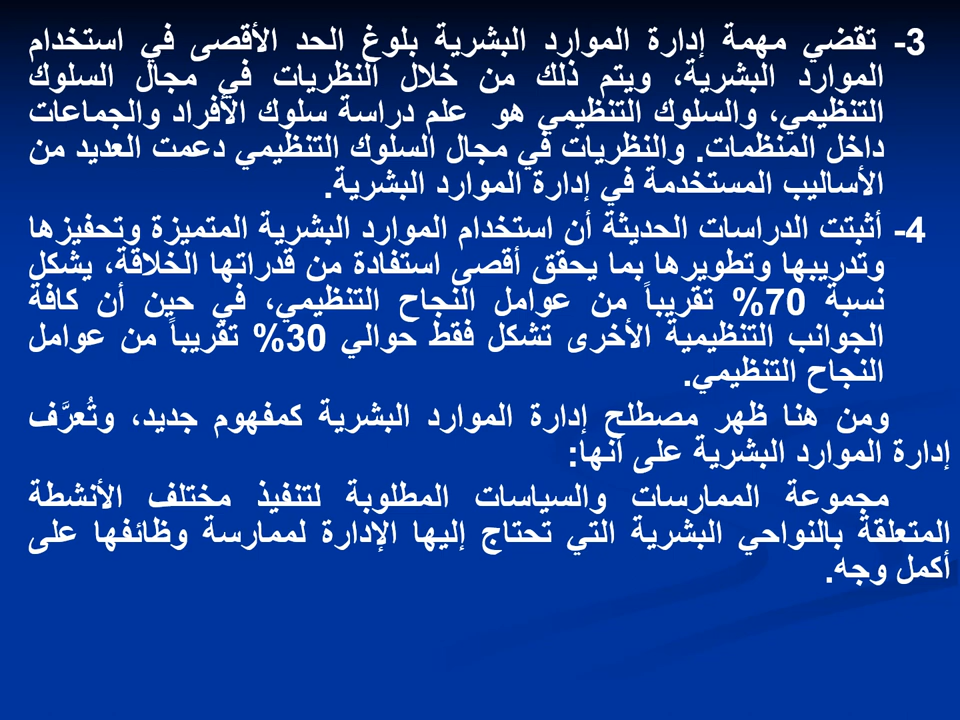 3- تقضي مهمة إدارة الموارد البشرية بلوغ الحد الأقصى في استخدام
الموارد البشرية، ويتم ذلك من خلال النظريات في مجال السلوك
التنظيمي، والسلوك التنظيمي هو علم دراسة سلوك الأفراد والجماعات
داخل المنظمات. والنظريات في مجال السلوك التنظيمي دعمت العديد من
الأساليب المستخدمة في إدارة الموارد البشرية.
4- أثبتت الدراسات الحديثة أن استخدام الموارد البشرية المتميزة وتحفيزها
وتدريبها وتطويرها بما يحقق أقصى استفادة من قدراتها الخلاقة، يشكل
نسبة 70% تقريباً من عوامل النجاح التنظيمي، في حين أن كافة
الجوانب التنظيمية الأخرى تشكل فقط حوالي 30% تقريباً من عوامل
النجاح التنظيمي.
ومن هنا ظهر مصطلح إدارة الموارد البشرية كمفهوم جديد، وتُعرَّف
إدارة الموارد البشرية على أنها:
مجموعة الممارسات والسياسات المطلوبة لتنفيذ مختلف الأنشطة
المتعلقة بالنواحي البشرية التي تحتاج إليها الإدارة لممارسة وظائفها على
أكمل وجه.